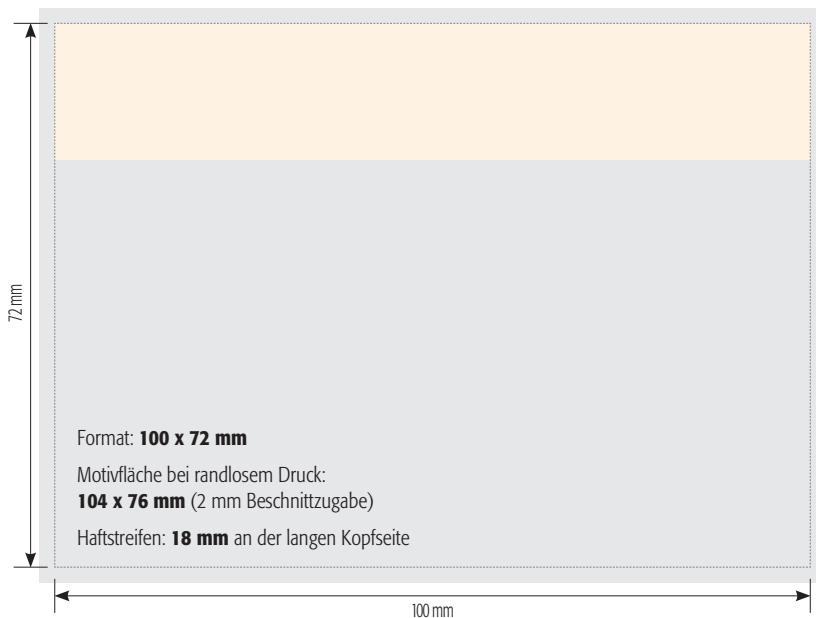 72 mm
Format: 100 x 72 mm
Motivfläche bei randlosem Druck:
104 x 76 mm (2 mm Beschnittzugabe)
Haftstreifen: 18 mm an der langen Kopfseite
100 mm